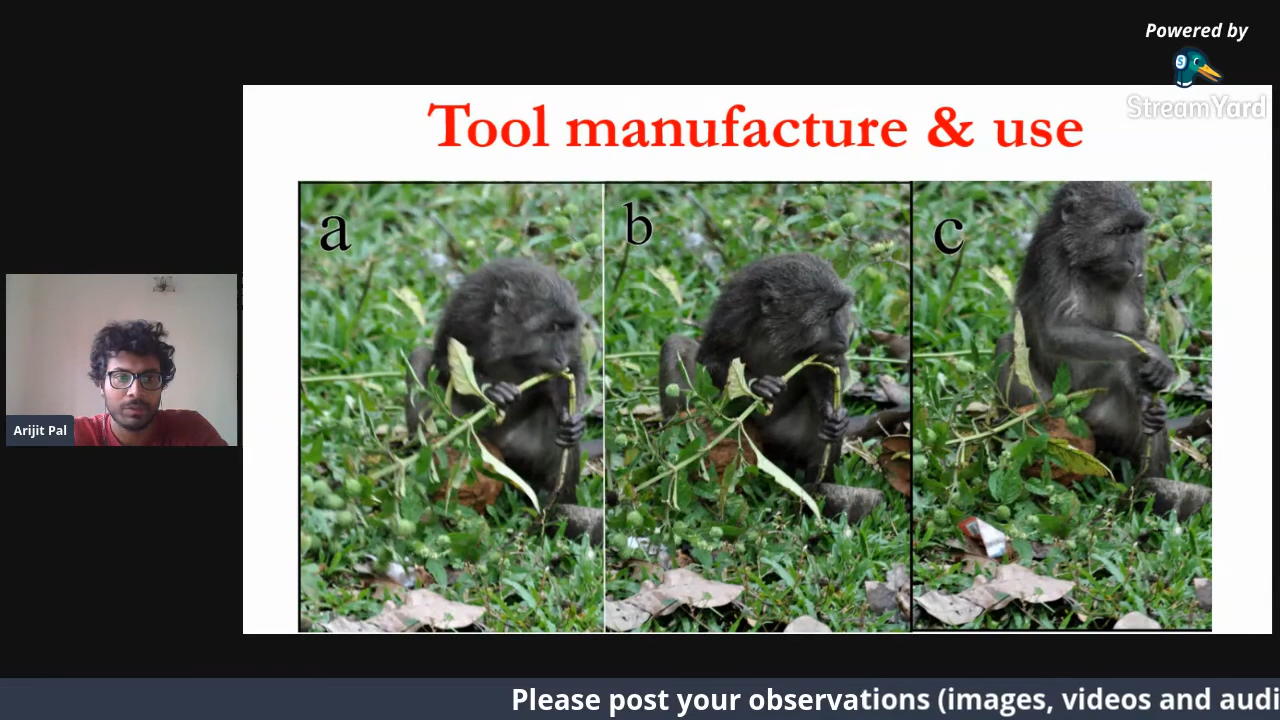 Powered by
StreamYard
Tool manufacture & use
a
b
c
Arijit Pal
Please post your observations (images, videos and audi